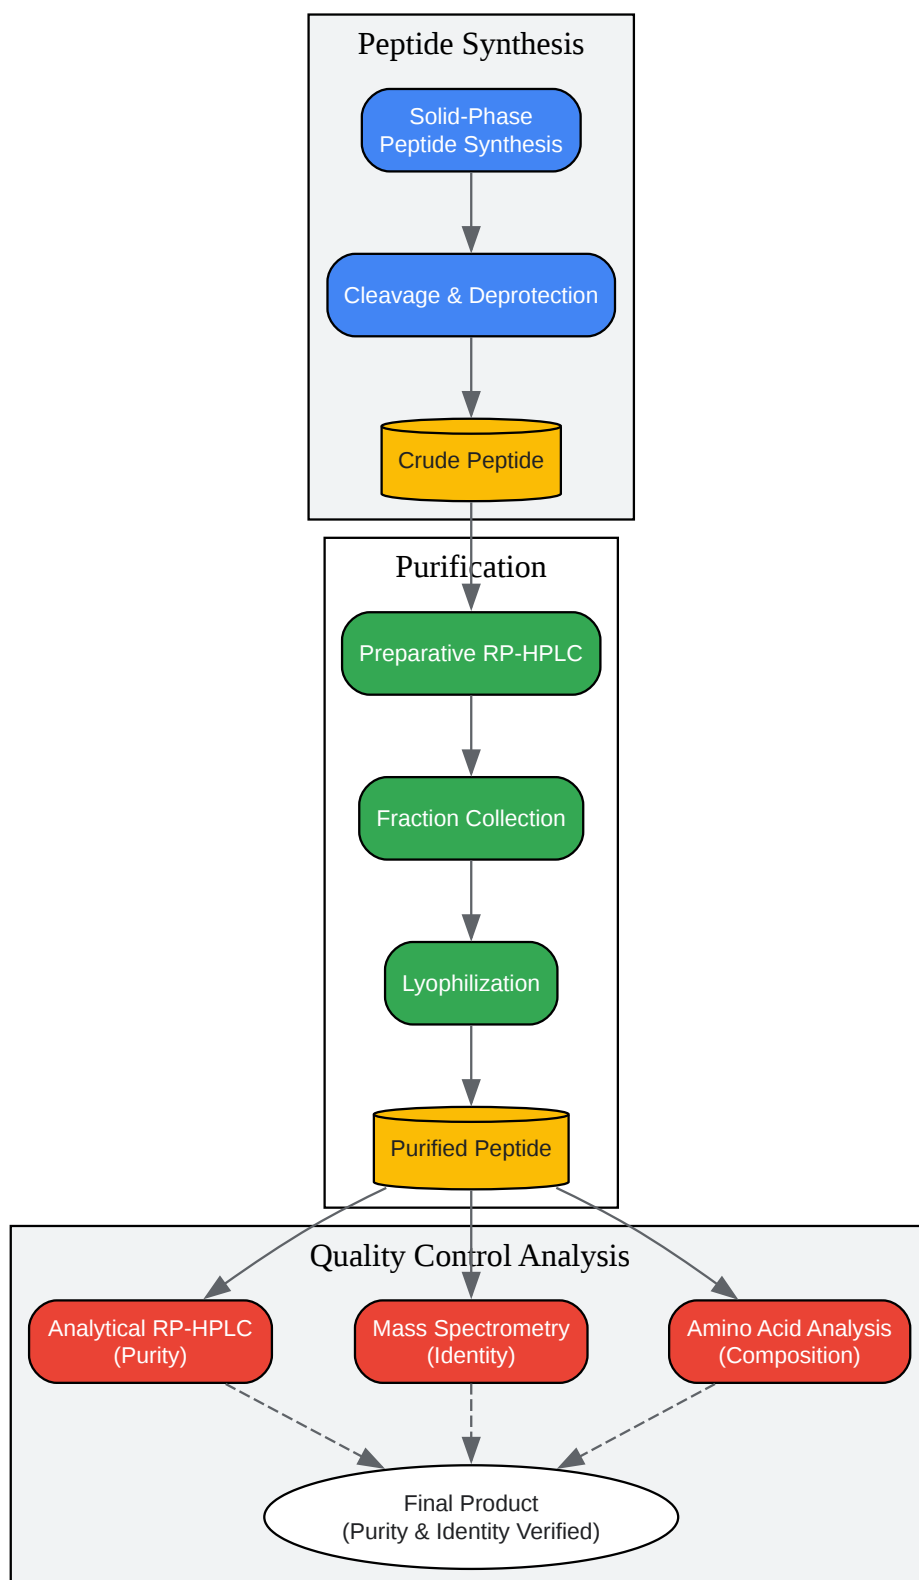 Peptide Synthesis
Solid-Phase
Peptide Synthesis
Cleavage & Deprotection
Crude Peptide
Purification
Preparative RP-HPLC
Fraction Collection
Lyophilization
Purified Peptide
Quality Control Analysis
Analytical RP-HPLC
(Purity)
Mass Spectrometry
(Identity)
Amino Acid Analysis
(Composition)
Final Product
(Purity & Identity Verified)